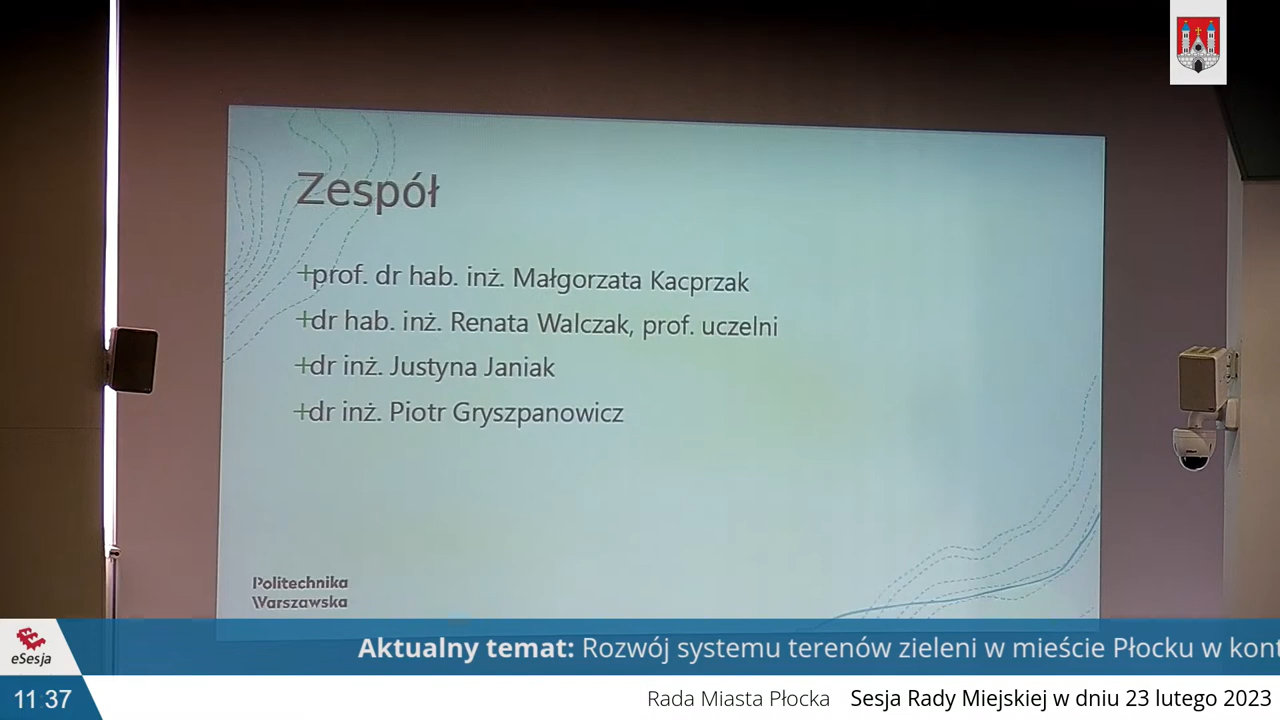 Zespół
+prof. dr hab. inż. Małgorzata Kacprzak
+dr hab. inż. Renata Walczak, prof. uczelni
+dr inż. Justyna Janiak
+dr inż. Piotr Gryszpanowicz
Politechnika
Warszawska
eSesja
Aktualny temat: Rozwój systemu terenów zieleni w mieście Płocku w kont
11:37
Rada Miasta Płocka Sesja Rady Miejskiej w dniu 23 lutego 2023